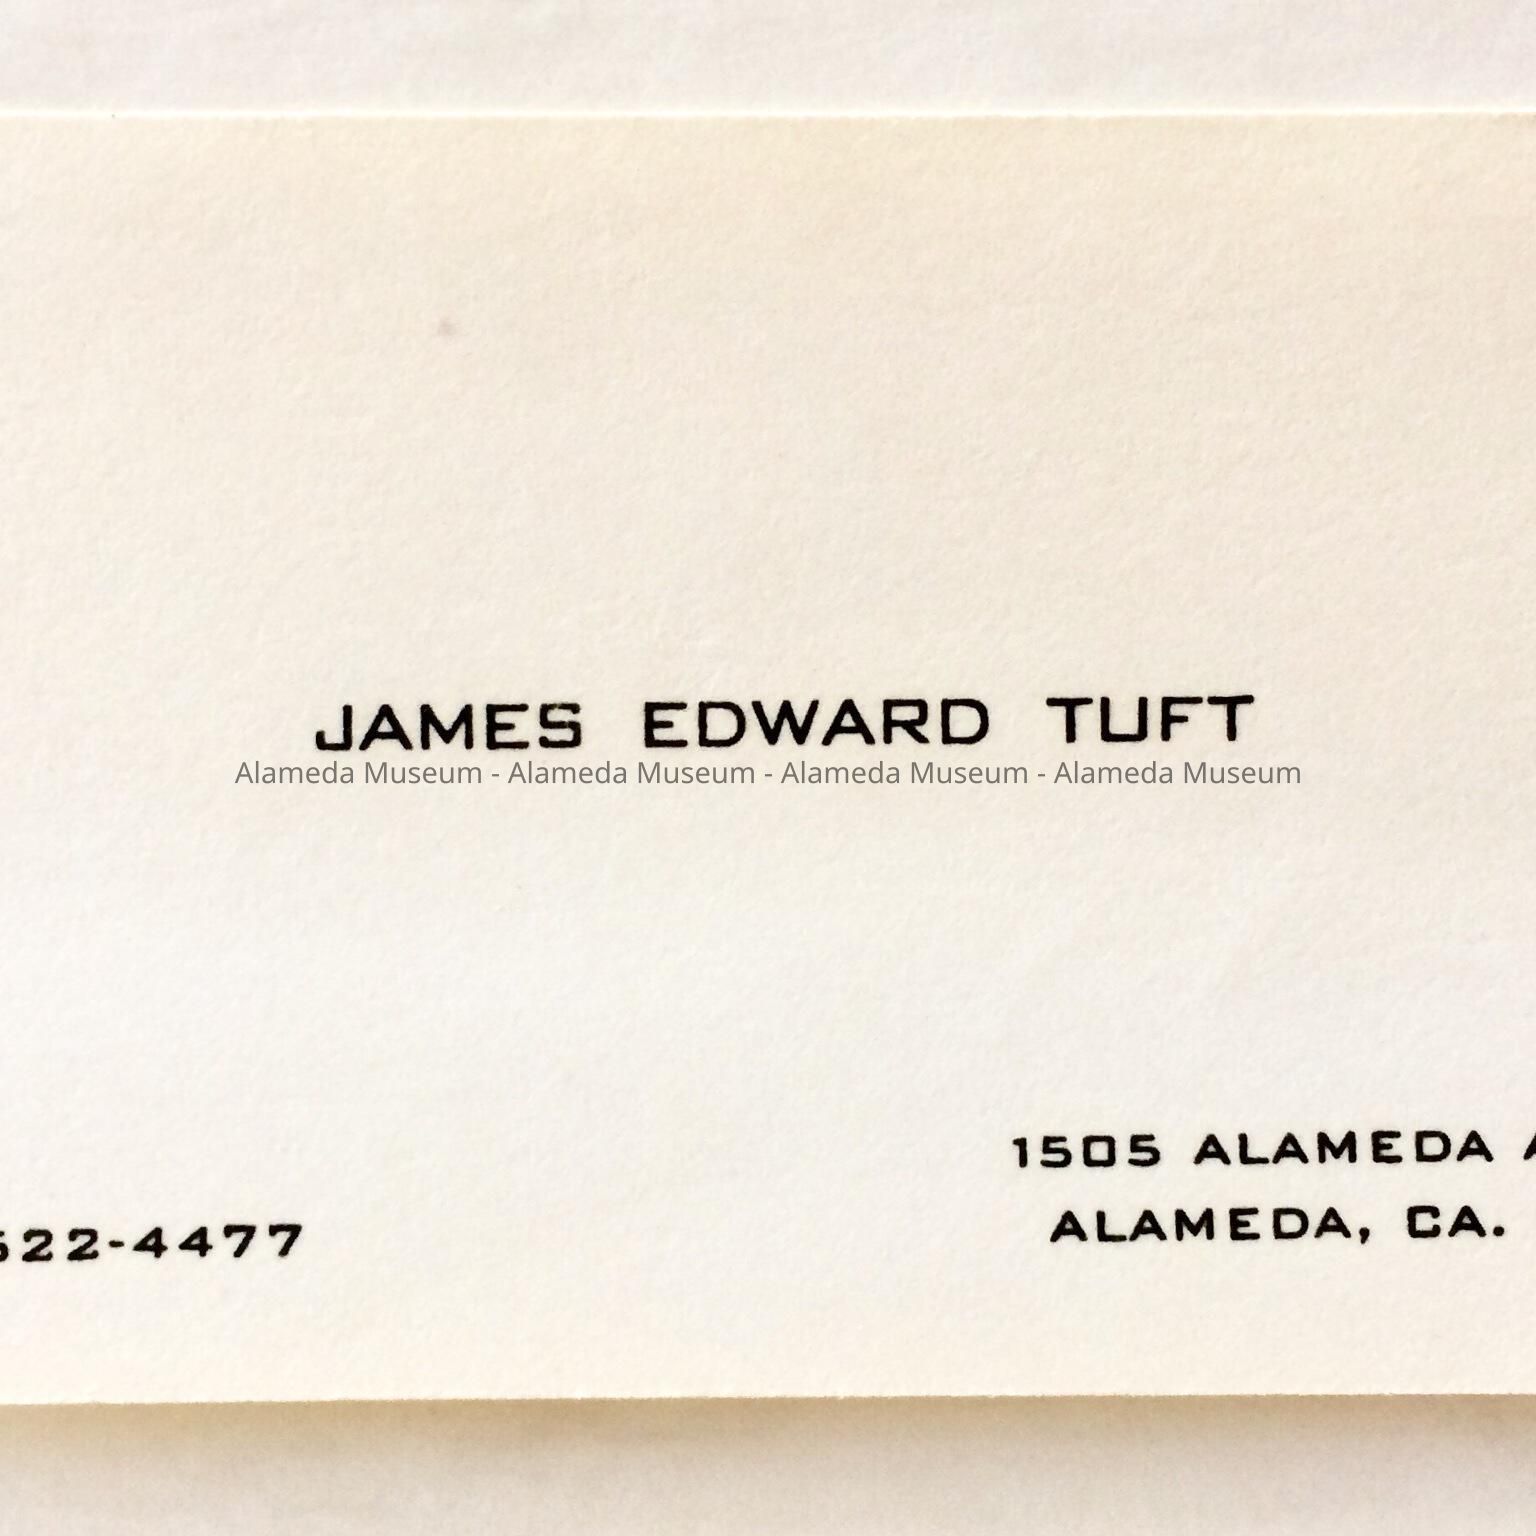 JAMES EDWARD TUFT
Alameda Museum - Alameda Museum - Alameda Museum - Alameda Museum
1505 ALAMEDA
ALAMEDA, CA.
22-4477